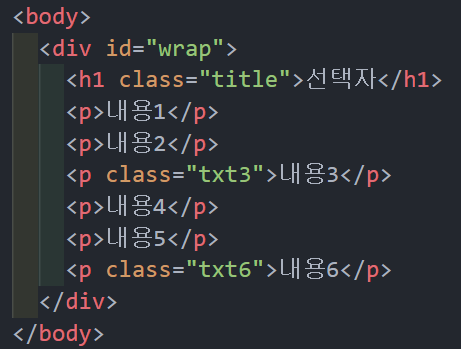 <body>
<div id="wrap">
<h1 class="title">선택자</h1>
<p>내용1</p>
<p>내용2</p>
<p class="txt3">내용3</p>
<p>내용4</p>
<p>내용5</p>
<p class="txt6">내용6</p>
</div>
</body>